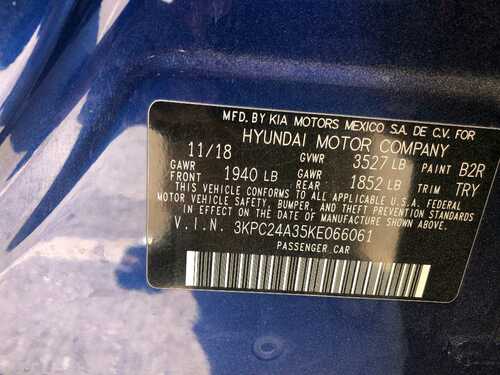 MFD. BY KIA MOTORS MEXICO S.A. DE C.V. FOR
HYUNDAI MOTOR COMPANY
11/18 GVWR 3527 LB PAINT B2R
GAWR FRONT 1940 LB GAWR REAR 1852 LB TRIM TRY
THIS VEHICLE CONFORMS TO ALL APPLICABLE U.S.A. FEDERAL
MOTOR VEHICLE SAFETY, BUMPER, AND THEFT PREVENTION STANDARDS
IN EFFECT ON THE DATE OF MANUFACTURE SHOWN ABOVE.
V.I.N. 3KPC24A35KE066061
PASSENGER CAR